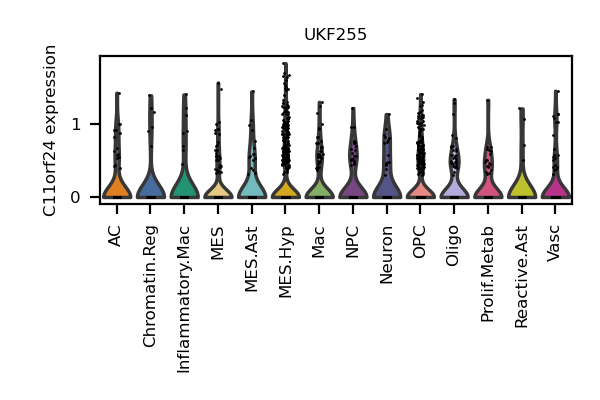 UKF255
C11orf24 expression
1
0
AC
Chromatin.Reg
Inflammatory.Mac
MES
MES.Ast
MES.Hyp
Mac
NPC
Neuron
OPC
Oligo
Prolif.Metab
Reactive.Ast
Vasc